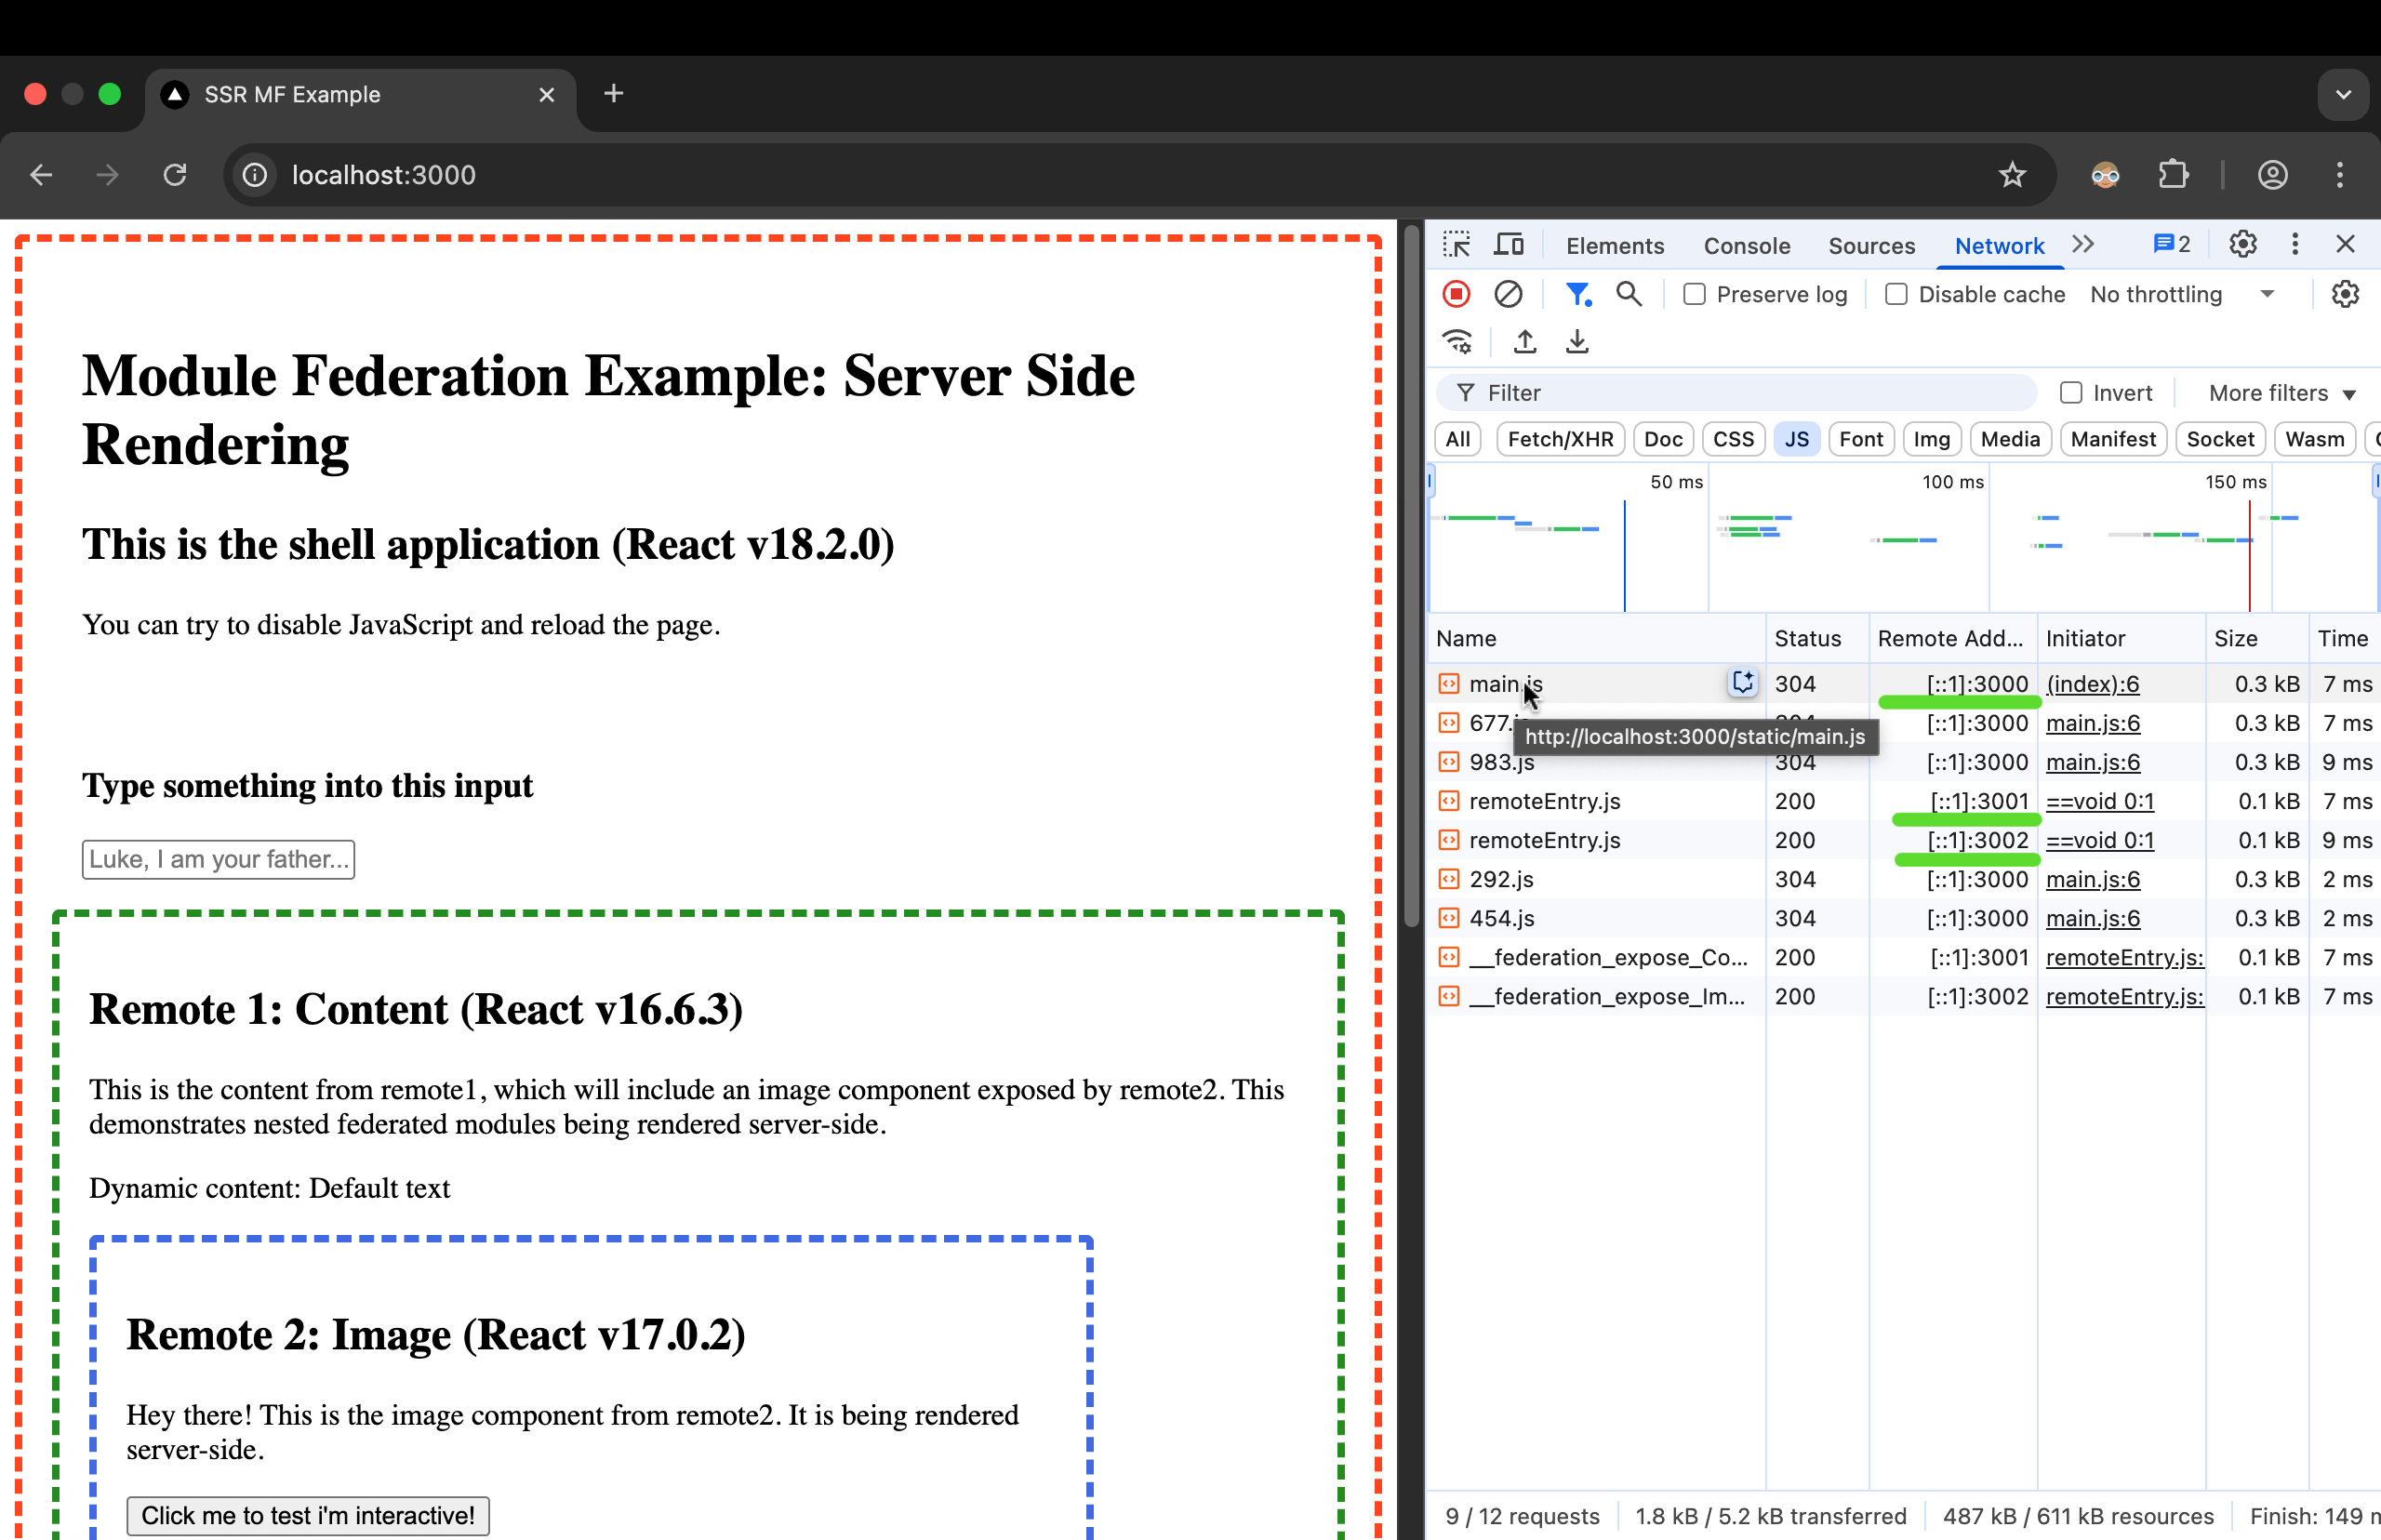 SSR MF Example
localhost:3000
Module Federation Example: Server Side
Rendering
This is the shell application (React v18.2.0)
You can try to disable JavaScript and reload the page.
Type something into this input
Luke, I am your father...
Remote 1: Content (React v16.6.3)
This is the content from remote1, which will include an image component exposed by remote2. This
demonstrates nested federated modules being rendered server-side.
Dynamic content: Default text
Remote 2: Image (React v17.0.2)
Hey there! This is the image component from remote2. It is being rendered
server-side.
Click me to test i'm interactive!
Elements Console Sources Network 2
Preserve log Disable cache No throttling
Filter Invert More filters
All Fetch/XHR Doc CSS JS Font Img Media Manifest Socket Wasm
50 ms 100 ms 150 ms
Name Status Remote Add... Initiator Size Time
main.js 304 [::1]:3000 (index):6 0.3 kB 7 ms
677.js [::1]:3000 main.js:6 0.3 kB 7 ms
http://localhost:3000/static/main.js
983.js 304 [::1]:3000 main.js:6 0.3 kB 9 ms
remoteEntry.js 200 [::1]:3001 ==void 0:1 0.1 kB 7 ms
remoteEntry.js 200 [::1]:3002 ==void 0:1 0.1 kB 9 ms
292.js 304 [::1]:3000 main.js:6 0.3 kB 2 ms
454.js 304 [::1]:3000 main.js:6 0.3 kB 2 ms
__federation_expose_Co... 200 [::1]:3001 remoteEntry.js: 0.1 kB 7 ms
__federation_expose_Im... 200 [::1]:3002 remoteEntry.js: 0.1 kB 7 ms
9 / 12 requests 1.8 kB / 5.2 kB transferred 487 kB / 611 kB resources Finish: 149